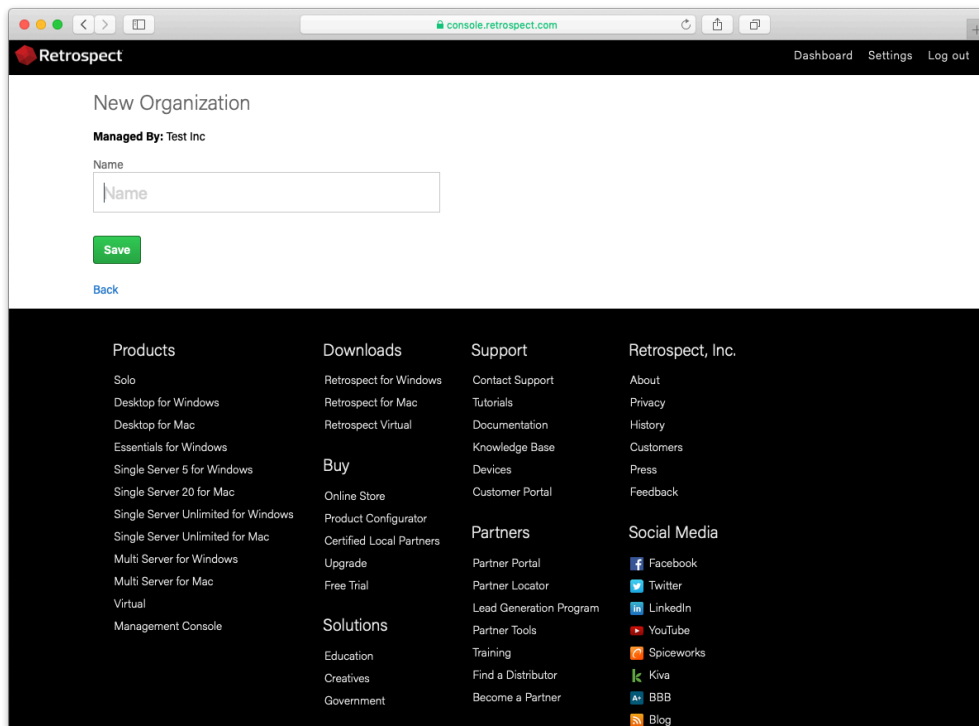 console.retrospect.com
Retrospect
Dashboard Settings Log out
New Organization
Managed By: Test Inc
Name
Name
Save
Back
Products
Solo
Desktop for Windows
Desktop for Mac
Essentials for Windows
Single Server 5 for Windows
Single Server 20 for Mac
Single Server Unlimited for Windows
Single Server Unlimited for Mac
Multi Server for Windows
Multi Server for Mac
Virtual
Management Console
Downloads
Retrospect for Windows
Retrospect for Mac
Retrospect Virtual
Buy
Online Store
Product Configurator
Certified Local Partners
Upgrade
Free Trial
Solutions
Education
Creatives
Government
Support
Contact Support
Tutorials
Documentation
Knowledge Base
Devices
Customer Portal
Partners
Partner Portal
Partner Locator
Lead Generation Program
Partner Tools
Training
Find a Distributor
Become a Partner
Retrospect, Inc.
About
Privacy
History
Customers
Press
Feedback
Social Media
Facebook
Twitter
in LinkedIn
YouTube
Spiceworks
Kiva
A+ BBB
Blog